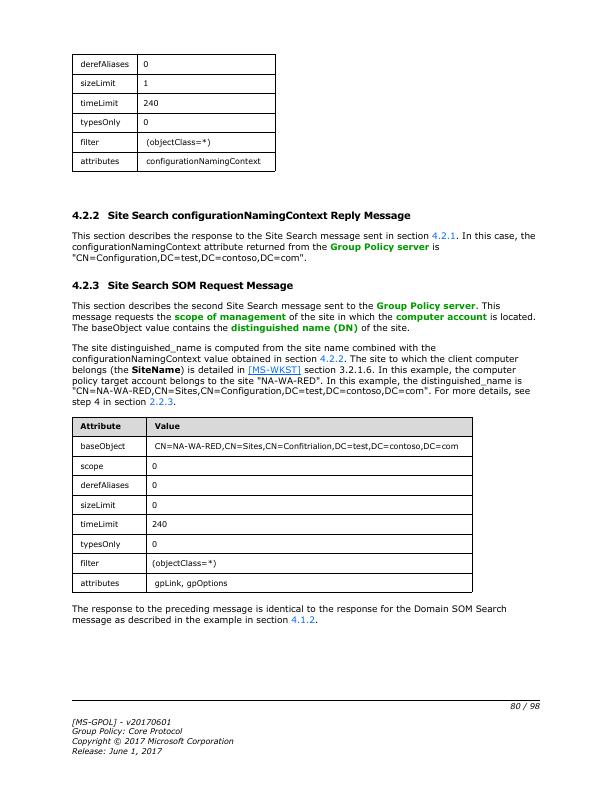 derefAliases 0
sizeLimit 1
timeLimit 240
typesOnly 0
filter (objectClass=*)
attributes configurationNamingContext
4.2.2 Site Search configurationNamingContext Reply Message
This section describes the response to the Site Search message sent in section 4.2.1. In this case, the
configurationNamingContext attribute returned from the Group Policy server is
"CN=Configuration,DC=test,DC=contoso,DC=com".
4.2.3 Site Search SOM Request Message
This section describes the second Site Search message sent to the Group Policy server. This
message requests the scope of management of the site in which the computer account is located.
The baseObject value contains the distinguished name (DN) of the site.
The site distinguished_name is computed from the site name combined with the
configurationNamingContext value obtained in section 4.2.2. The site to which the client computer
belongs (the SiteName) is detailed in [MS-WKST] section 3.2.1.6. In this example, the computer
policy target account belongs to the site "NA-WA-RED". In this example, the distinguished_name is
"CN=NA-WA-RED,CN=Sites,CN=Configuration,DC=test,DC=contoso,DC=com". For more details, see
step 4 in section 2.2.3.
Attribute Value
baseObject CN=NA-WA-RED,CN=Sites,CN=Confitrialion,DC=test,DC=contoso,DC=com
scope 0
derefAliases 0
sizeLimit 0
timeLimit 240
typesOnly 0
filter (objectClass=*)
attributes gpLink, gpOptions
The response to the preceding message is identical to the response for the Domain SOM Search
message as described in the example in section 4.1.2.
80 / 98
[MS-GPOL] - v20170601
Group Policy: Core Protocol
Copyright © 2017 Microsoft Corporation
Release: June 1, 2017